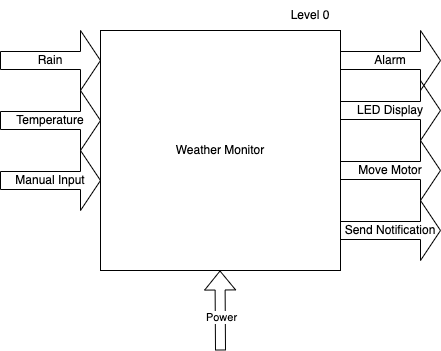 Level 0
Rain
Alarm
Temperature
LED Display
Weather Monitor
Manual Input
Move Motor
Send Notification
Power